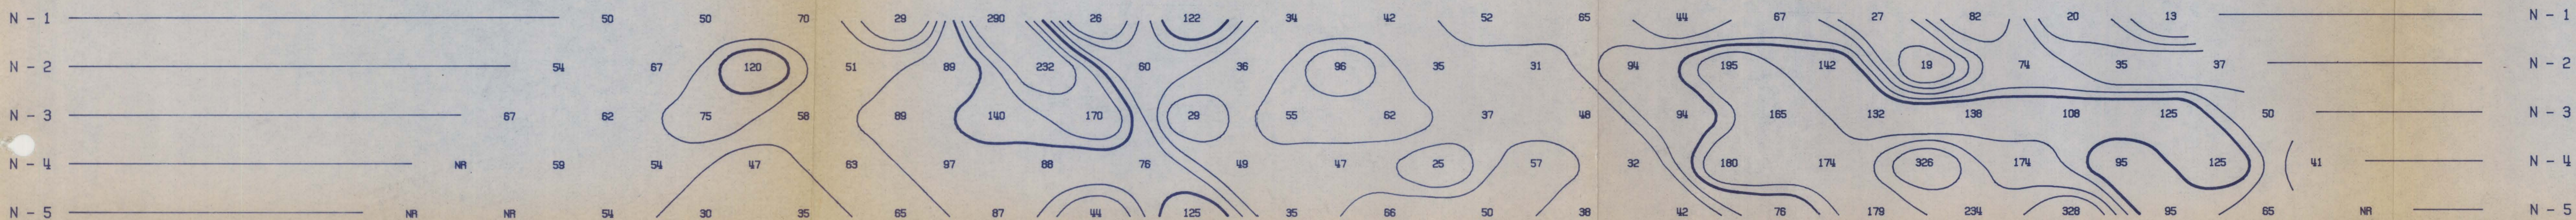 N - 1 50 50 70 29 290 26 122 34 42 52 65 44 67 27 82 20 13 N - 1
N - 2 54 67 120 51 89 232 60 36 96 35 31 94 195 142 19 74 35 37 N - 2
N - 3 67 62 75 58 89 140 170 29 55 62 37 48 94 165 132 138 108 125 50 N - 3
N - 4 NR 59 54 47 63 97 88 76 49 47 25 57 32 180 174 326 174 95 125 41 N - 4
N - 5 NR NR 54 30 35 65 87 44 125 35 66 50 38 42 76 179 234 328 95 65 NR N - 5